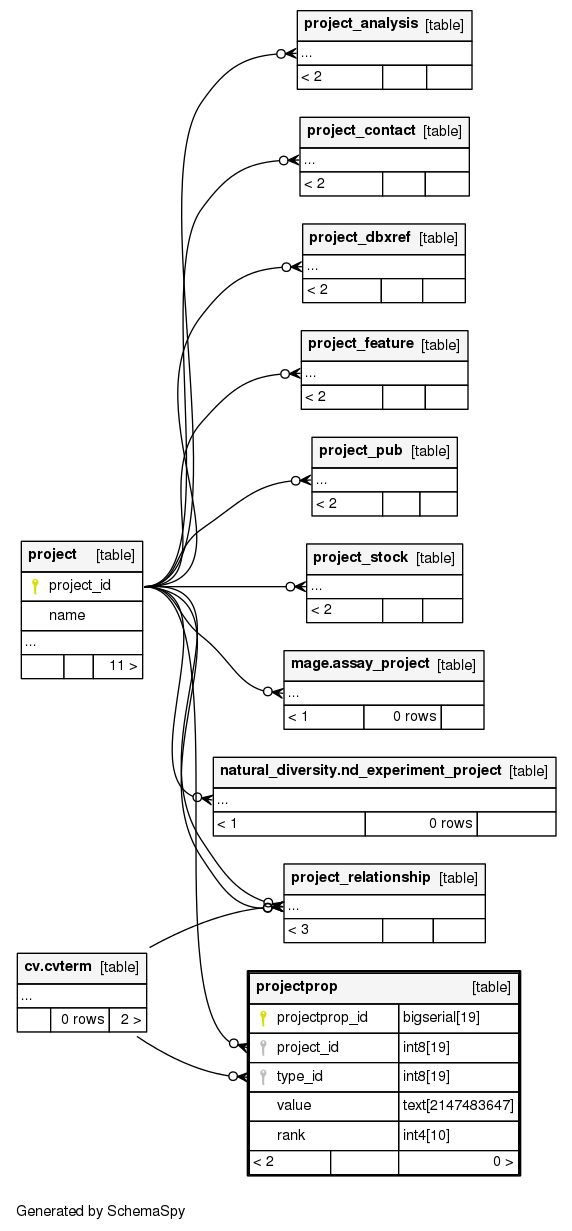 project_analysis [table]
...
< 2
project_contact [table]
...
< 2
project_dbxref [table]
...
< 2
project_feature [table]
...
< 2
project_pub [table]
...
< 2
project [table]
project_id
name
...
11 >
project_stock [table]
...
< 2
mage.assay_project [table]
...
< 1 0 rows
natural_diversity.nd_experiment_project [table]
...
< 1 0 rows
project_relationship [table]
...
< 3
cv.cvterm [table]
...
0 rows 2 >
projectprop [table]
projectprop_id bigserial[19]
project_id int8[19]
type_id int8[19]
value text[2147483647]
rank int4[10]
< 2 0 >
Generated by SchemaSpy